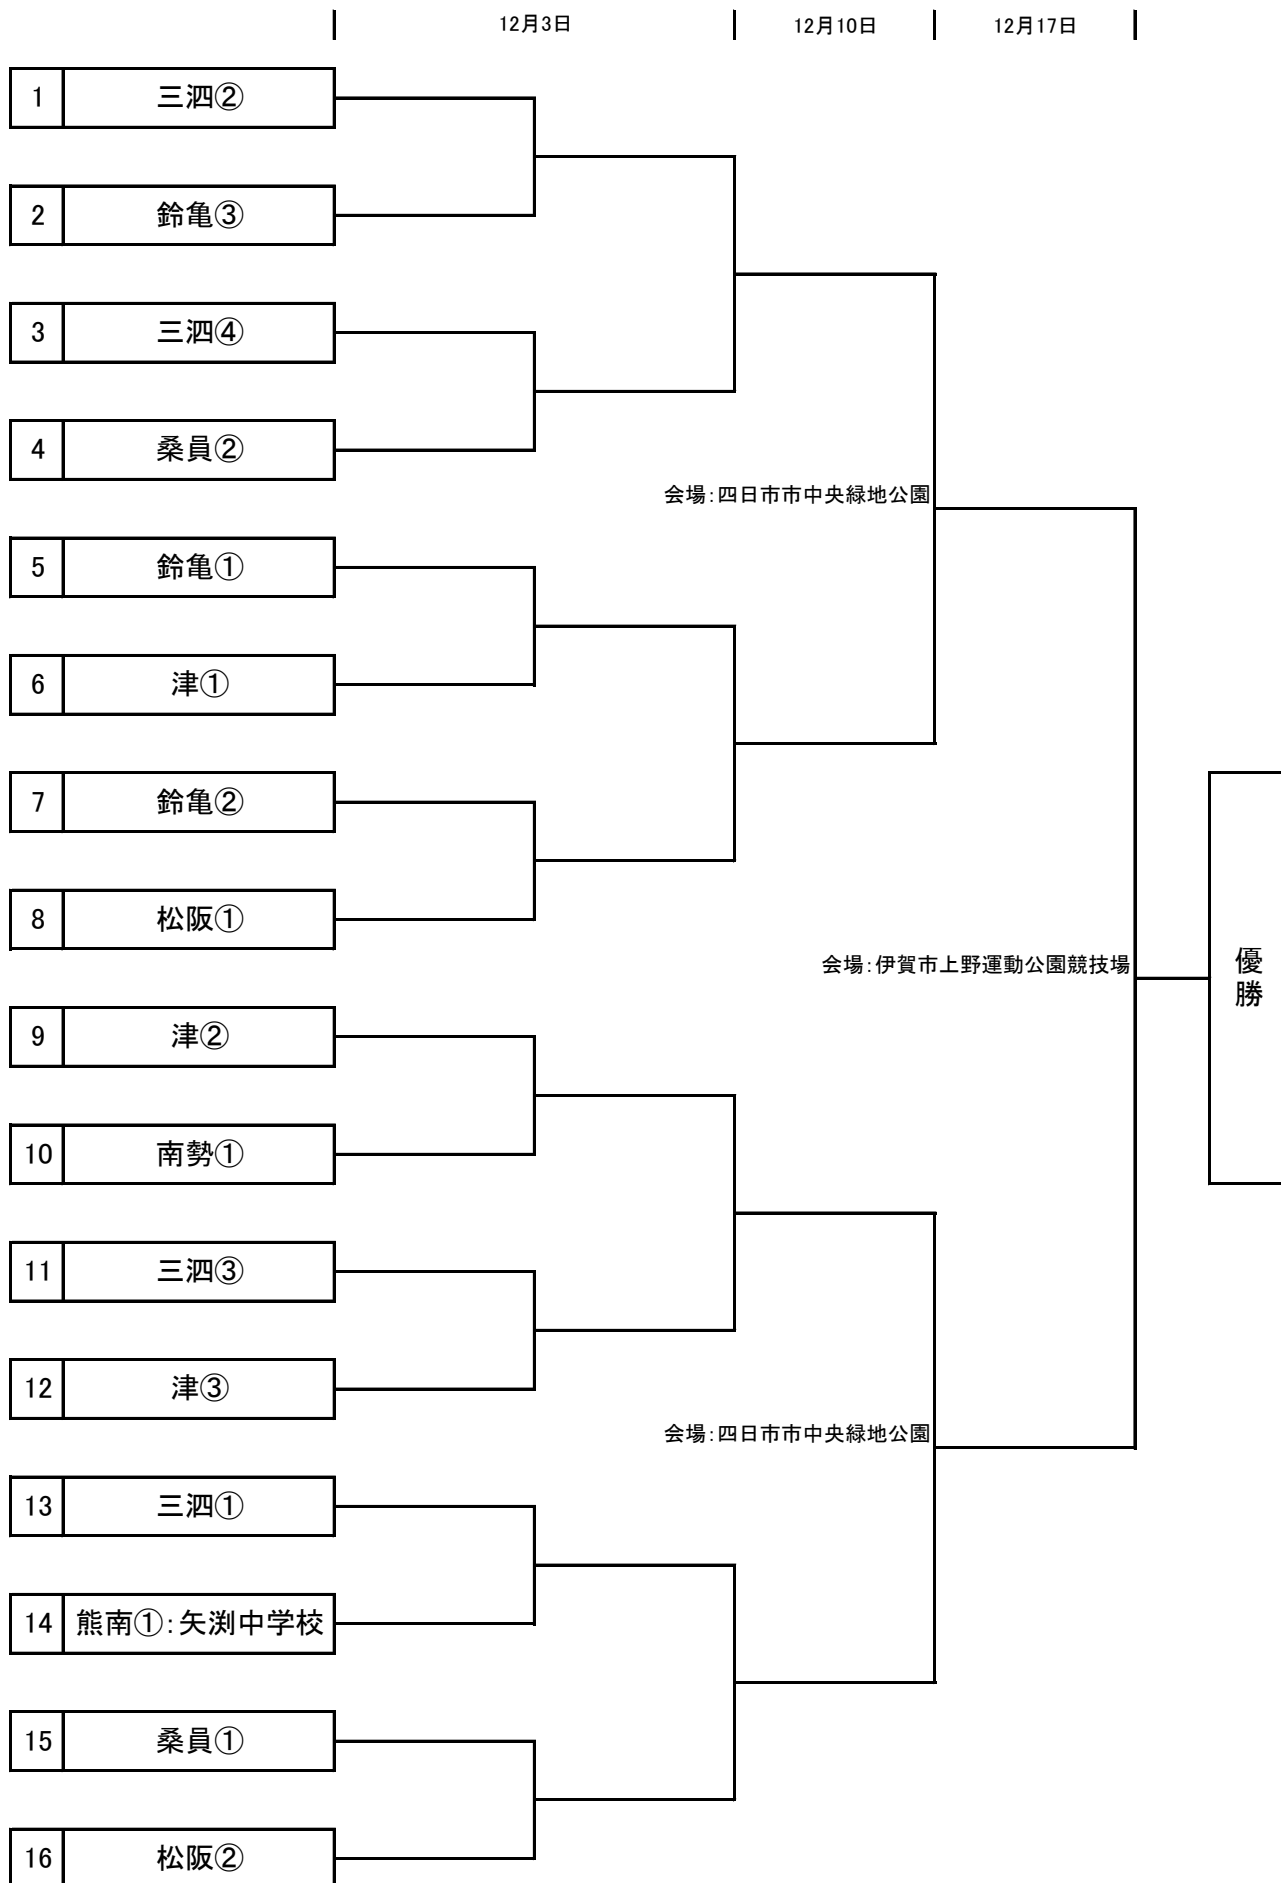 12月3日 12月10日 12月17日
1 三泗②
2 鈴亀③
3 三泗④
4 桑員②
会場:四日市市中央緑地公園
5 鈴亀①
6 津①
7 鈴亀②
8 松阪①
会場:伊賀市上野運動公園競技場
優勝
9 津②
10 南勢①
11 三泗③
12 津③
会場:四日市市中央緑地公園
13 三泗①
14 熊南①:矢渕中学校
15 桑員①
16 松阪②